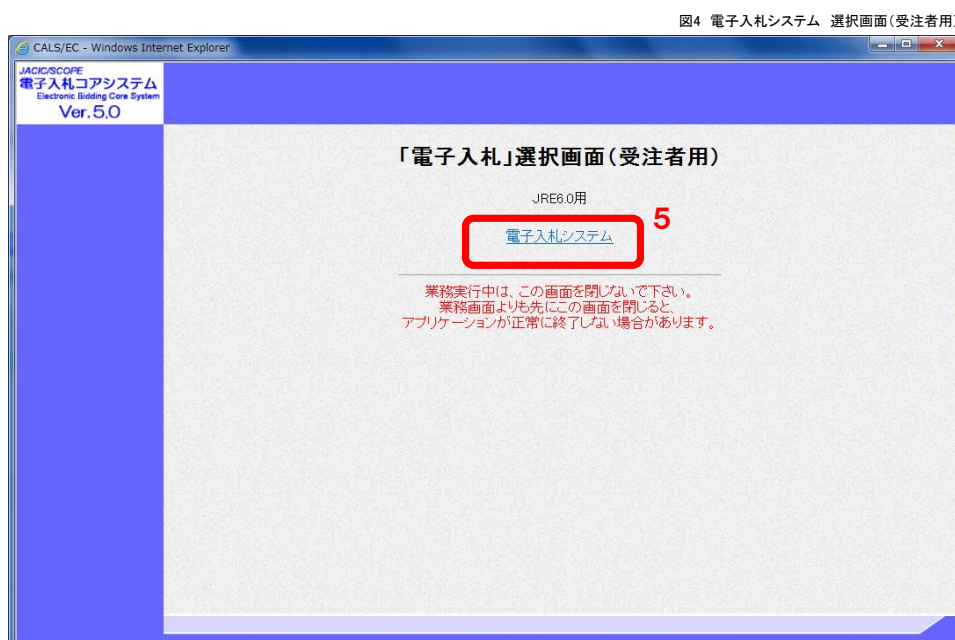 図4 電子入札システム 選択画面(受注者用)
CALS/EC - Windows Internet Explorer
JACIC/SCOPE
電子入札コアシステム
Electronic Bidding Core System
Ver.5.0
「電子入札」選択画面(受注者用)
JRE6.0用
電子入札システム
5
業務実行中は、この画面を閉じないで下さい。
業務画面よりも先にこの画面を閉じると、
アプリケーションが正常に終了しない場合があります。